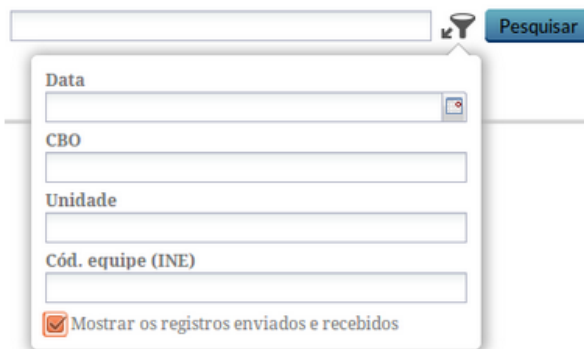 Pesquisar
Data
CBO
Unidade
Cód. equipe (INE)
Mostrar os registros enviados e recebidos